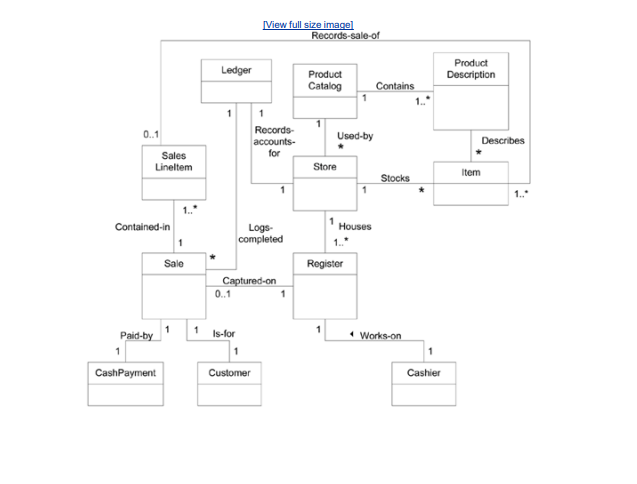 [View full size image]
Records-sale-of
Ledger
Product
Catalog
Contains
1
1..*
Product
Description
1
1
Records-
accounts-
for
1
Used-by
*
Describes
*
0..1
Sales
LineItem
Store
1
1
Stocks
*
Item
1..*
1..*
Contained-in
1
Logs-
completed
*
1
Houses
1..*
Sale
Register
Captured-on
0..1
1
Paid-by
1
1
1
Is-for
1
1
Works-on
1
CashPayment
Customer
Cashier